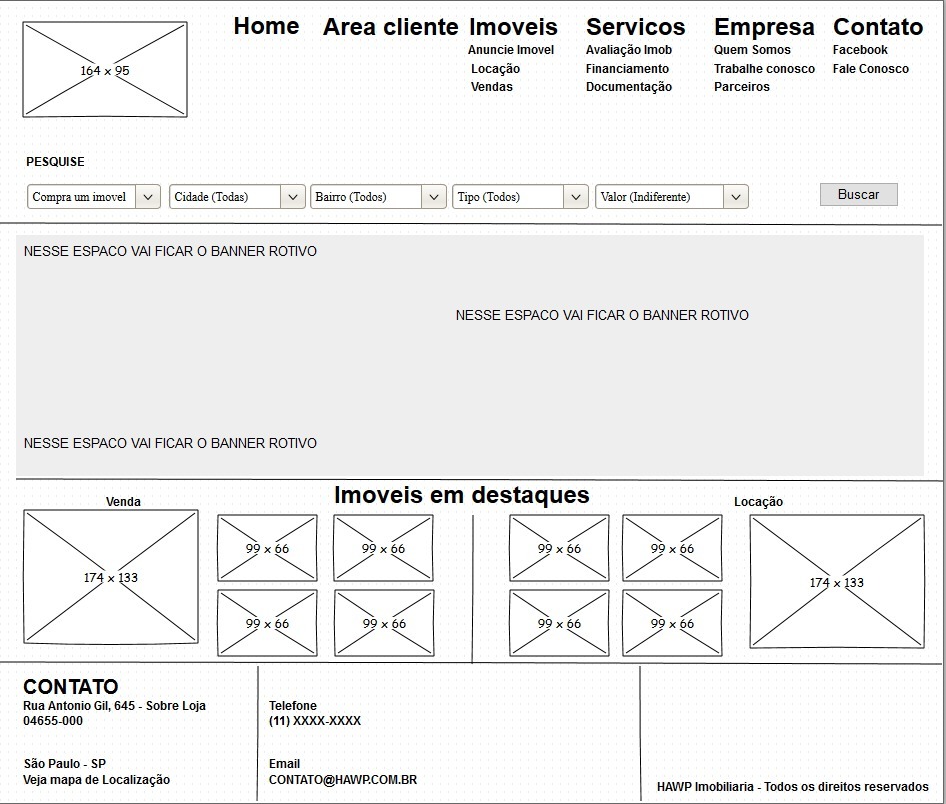 164 x 95
Home
Area cliente
Imoveis
Anuncie Imovel
Locação
Vendas
Servicos
Avaliação Imob
Financiamento
Documentação
Empresa
Quem Somos
Trabalhe conosco
Parceiros
Contato
Facebook
Fale Conosco
PESQUISE
Compra um imovel
Cidade (Todas)
Bairro (Todos)
Tipo (Todos)
Valor (Indiferente)
Buscar
NESSE ESPACO VAI FICAR O BANNER ROTIVO
NESSE ESPACO VAI FICAR O BANNER ROTIVO
NESSE ESPACO VAI FICAR O BANNER ROTIVO
Imoveis em destaques
Venda
Locação
174 x 133
99 x 66
99 x 66
99 x 66
99 x 66
99 x 66
99 x 66
99 x 66
99 x 66
174 x 133
CONTATO
Rua Antonio Gil, 645 - Sobre Loja
04655-000
São Paulo - SP
Veja mapa de Localização
Telefone
(11) XXXX-XXXX
Email
CONTATO@HAWP.COM.BR
HAWP Imobiliaria - Todos os direitos reservados